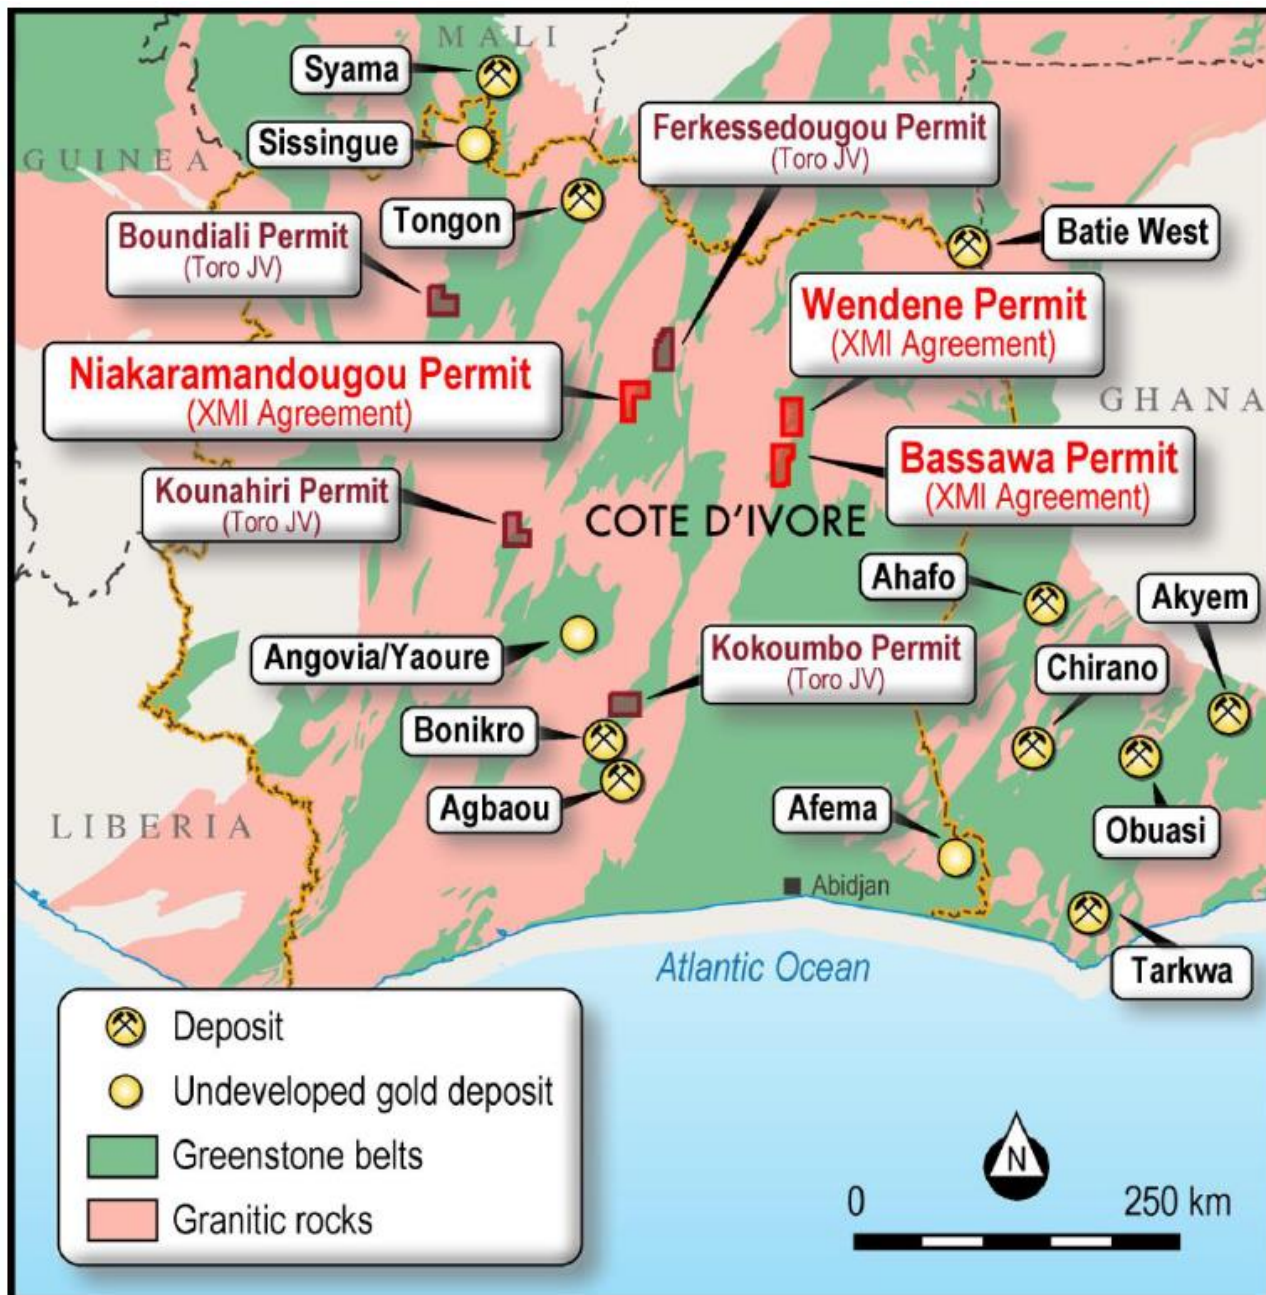 MALI
Syama
Ferkessedougou Permit
(Toro JV)
Sissingue
GUINEA
Tongon
Boundiali Permit
(Toro JV)
Batie West
Wendene Permit
(XMI Agreement)
Niakaramandougou Permit
(XMI Agreement)
GHANA
Bassawa Permit
(XMI Agreement)
Kounahiri Permit
(Toro JV)
COTE D'IVORE
Ahafo
Akyem
Angovia/Yaoure
Kokoumbo Permit
(Toro JV)
Chirano
Bonikro
Agbaou
Afema
LIBERIA
Obuasi
Abidjan
Atlantic Ocean
Tarkwa
Deposit
Undeveloped gold deposit
Greenstone belts
Granitic rocks
N
0 250 km